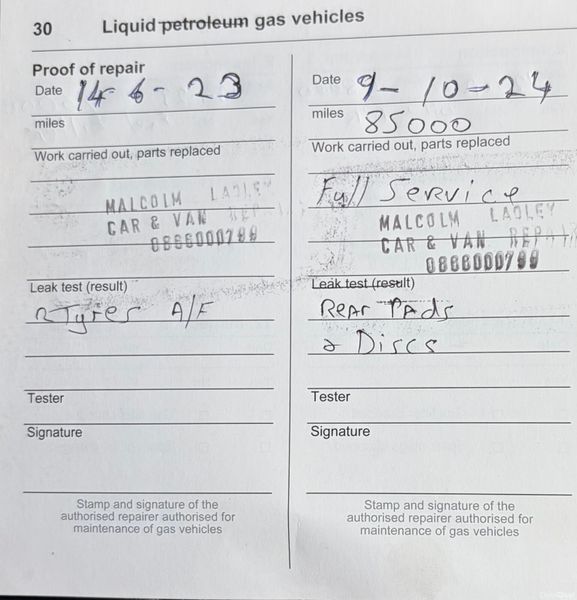 30 Liquid petroleum gas vehicles
Proof of repair
Date 14-6-23
miles
Work carried out, parts replaced
MALCOLM LADLEY
CAR & VAN REP
Leak test (result)
2 Tyres A/F
Tester
Signature
Stamp and signature of the
authorised repairer authorised for
maintenance of gas vehicles
Date 9-10-24
miles 85000
Work carried out, parts replaced
Full Service
MALCOLM LADLEY
CAR & VAN REPAI
Leak test (result)
Rear PAds
& Discs
Tester
Signature
Stamp and signature of the
authorised repairer authorised for
maintenance of gas vehicles